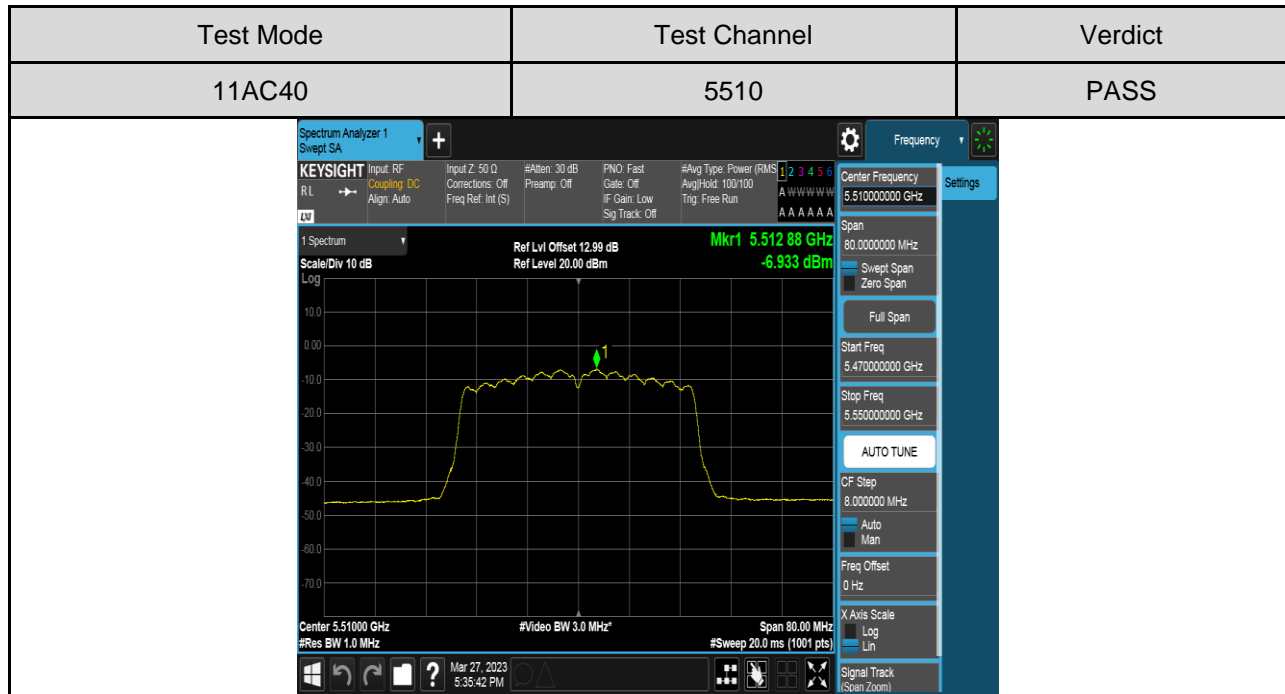 Test Mode Test Channel Verdict
11AC40 5510 PASS
Spectrum Analyzer 1
Swept SA
+
Frequency
KEYSIGHT Input: RF Input Z: 50 Ω #Atten: 30 dB PNO: Fast #Avg Type: Power (RMS 1 2 3 4 5 6
RL Coupling: DC Corrections: Off Preamp: Off Gate: Off Avg|Hold: 100/100 A W W W W W
Align: Auto Freq Ref: Int (S) IF Gain: Low Trig: Free Run
LXI Sig Track: Off A A A A A A
1 Spectrum
Scale/Div 10 dB
Ref Lvl Offset 12.99 dB
Ref Level 20.00 dBm
Mkr1 5.512 88 GHz
-6.933 dBm
Log
10.0
0.00
-10.0
-20.0
-30.0
-40.0
-50.0
-60.0
-70.0
1
Center 5.51000 GHz #Video BW 3.0 MHz* Span 80.00 MHz
#Res BW 1.0 MHz #Sweep 20.0 ms (1001 pts)
?
Mar 27, 2023
5:35:42 PM
Center Frequency
5.510000000 GHz
Settings
Span
80.0000000 MHz
Swept Span
Zero Span
Full Span
Start Freq
5.470000000 GHz
Stop Freq
5.550000000 GHz
AUTO TUNE
CF Step
8.000000 MHz
Auto
Man
Freq Offset
0 Hz
X Axis Scale
Log
Lin
Signal Track
(Span Zoom)